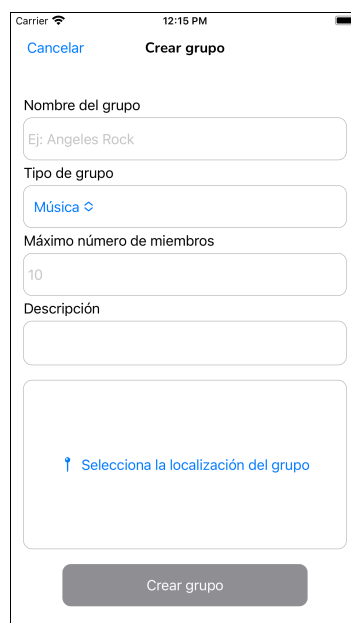 Carrier 12:15 PM
Cancelar Crear grupo
Nombre del grupo
Ej: Angeles Rock
Tipo de grupo
Música
Máximo número de miembros
10
Descripción
Selecciona la localización del grupo
Crear grupo